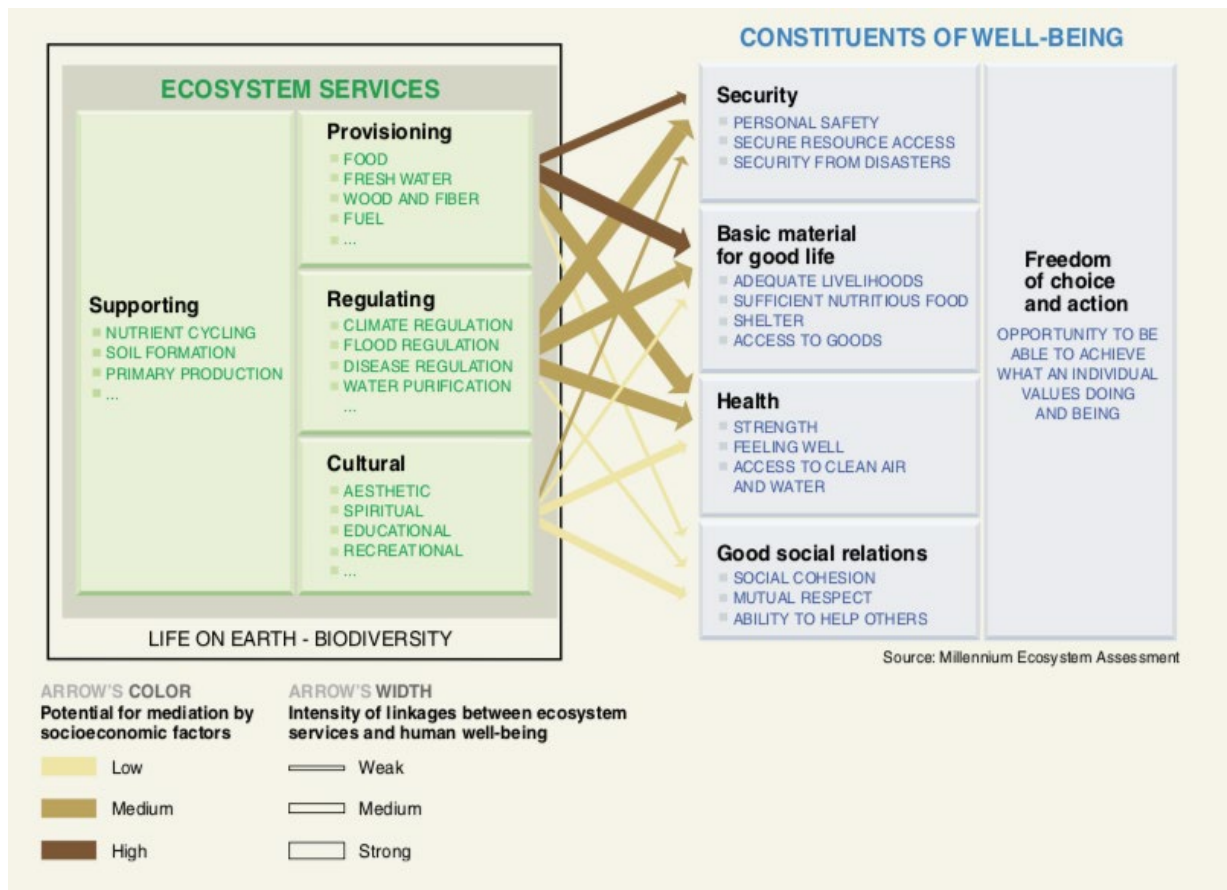 CONSTITUENTS OF WELL-BEING
ECOSYSTEM SERVICES
Supporting
NUTRIENT CYCLING
SOIL FORMATION
PRIMARY PRODUCTION
...
Provisioning
FOOD
FRESH WATER
WOOD AND FIBER
FUEL
...
Regulating
CLIMATE REGULATION
FLOOD REGULATION
DISEASE REGULATION
WATER PURIFICATION
...
Cultural
AESTHETIC
SPIRITUAL
EDUCATIONAL
RECREATIONAL
...
LIFE ON EARTH - BIODIVERSITY
Security
PERSONAL SAFETY
SECURE RESOURCE ACCESS
SECURITY FROM DISASTERS
Basic material
for good life
ADEQUATE LIVELIHOODS
SUFFICIENT NUTRITIOUS FOOD
SHELTER
ACCESS TO GOODS
Health
STRENGTH
FEELING WELL
ACCESS TO CLEAN AIR
AND WATER
Good social relations
SOCIAL COHESION
MUTUAL RESPECT
ABILITY TO HELP OTHERS
Freedom
of choice
and action
OPPORTUNITY TO BE
ABLE TO ACHIEVE
WHAT AN INDIVIDUAL
VALUES DOING
AND BEING
Source: Millennium Ecosystem Assessment
ARROW'S COLOR
Potential for mediation by
socioeconomic factors
Low
Medium
High
ARROW'S WIDTH
Intensity of linkages between ecosystem
services and human well-being
Weak
Medium
Strong